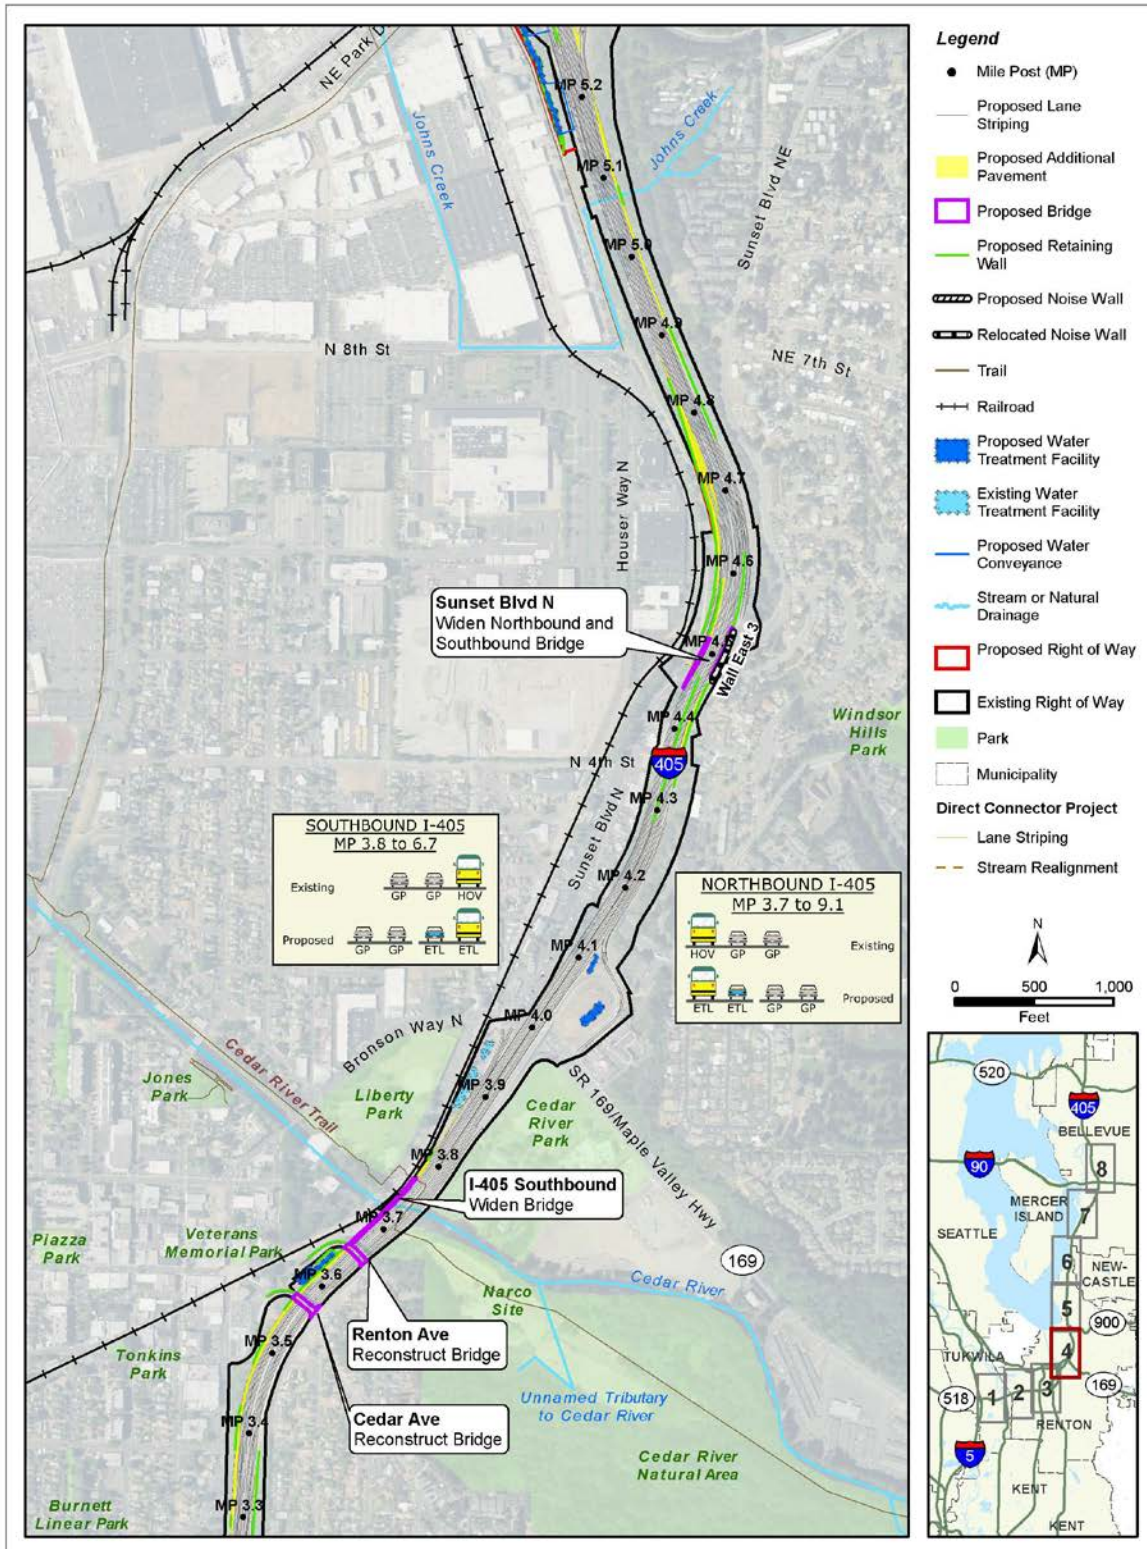 NE Park D
MP 5.2
Johns Creek
Johns Creek
MP 5.1
Sunset Blvd NE
MP 5.0
MP 4.9
N 8th St
NE 7th St
MP 4.8
MP 4.7
Houser Way N
MP 4.6
Sunset Blvd N
Widen Northbound and
Southbound Bridge
MP 4.5
Wall East 3
MP 4.4
Windsor
Hills
Park
N 4th St
405
MP 4.3
Sunset Blvd N
SOUTHBOUND I-405
MP 3.8 to 6.7
Existing
GP GP HOV
Proposed
GP GP ETL ETL
MP 4.2
NORTHBOUND I-405
MP 3.7 to 9.1
HOV GP GP
Existing
ETL ETL GP GP
Proposed
MP 4.1
MP 4.0
Bronson Way N
Cedar River Trail
Jones
Park
Liberty
Park
MP 3.9
Cedar
River
Park
SR 169/Maple Valley Hwy
MP 3.8
I-405 Southbound
Widen Bridge
MP 3.7
Piazza
Park
Veterans
Memorial Park
169
MP 3.6
Narco
Site
Cedar River
Renton Ave
Reconstruct Bridge
MP 3.5
Tonkins
Park
Unnamed Tributary
to Cedar River
Cedar Ave
Reconstruct Bridge
MP 3.4
Cedar River
Natural Area
MP 3.3
Burnett
Linear Park
Legend
Mile Post (MP)
Proposed Lane
Striping
Proposed Additional
Pavement
Proposed Bridge
Proposed Retaining
Wall
Proposed Noise Wall
Relocated Noise Wall
Trail
Railroad
Proposed Water
Treatment Facility
Existing Water
Treatment Facility
Proposed Water
Conveyance
Stream or Natural
Drainage
Proposed Right of Way
Existing Right of Way
Park
Municipality
Direct Connector Project
Lane Striping
Stream Realignment
N
0 500 1,000
Feet
520
405
BELLEVUE
90
8
MERCER
ISLAND
7
SEATTLE
6
NEW-
CASTLE
5
900
4
TUKWILA
169
518
1
2
3
RENTON
5
KENT
KENT